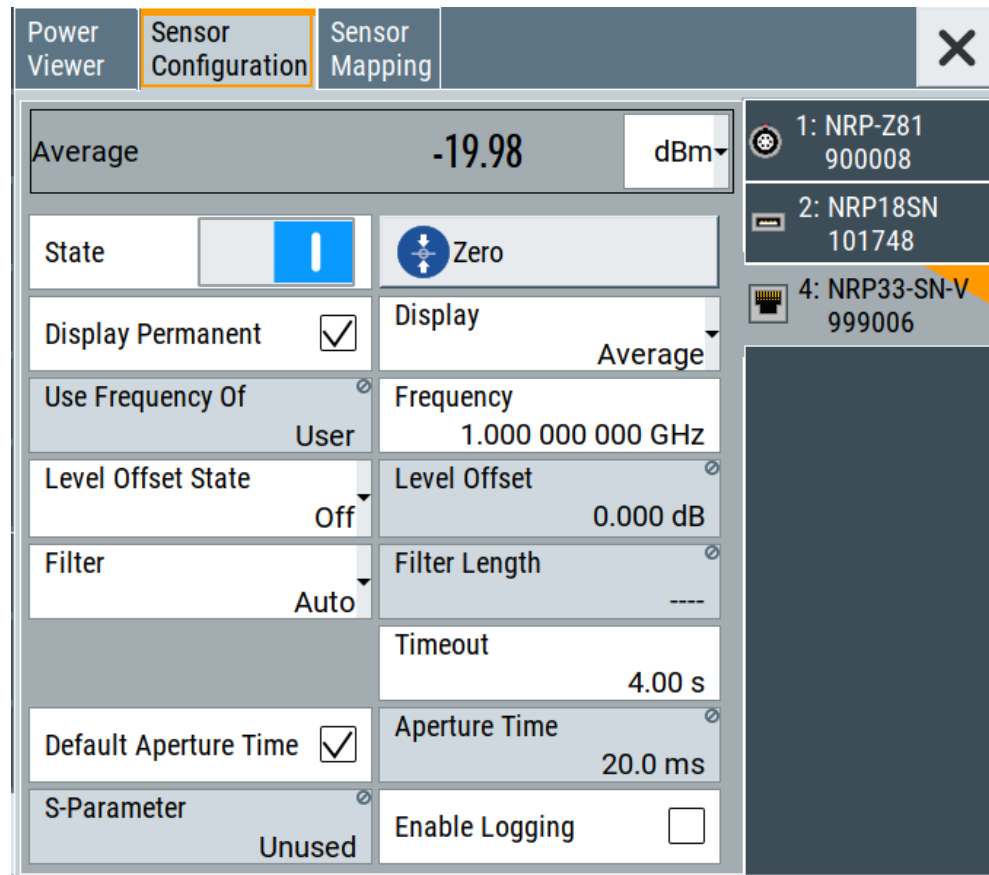 Power
Viewer
Sensor
Configuration
Sensor
Mapping
Average -19.98 dBm
1: NRP-Z81
900008
2: NRP18SN
101748
4: NRP33-SN-V
999006
State
Zero
Display Permanent
Display
Average
Use Frequency Of
User
Frequency
1.000 000 000 GHz
Level Offset State
Off
Level Offset
0.000 dB
Filter
Auto
Filter Length
----
Timeout
4.00 s
Default Aperture Time
Aperture Time
20.0 ms
S-Parameter
Unused
Enable Logging